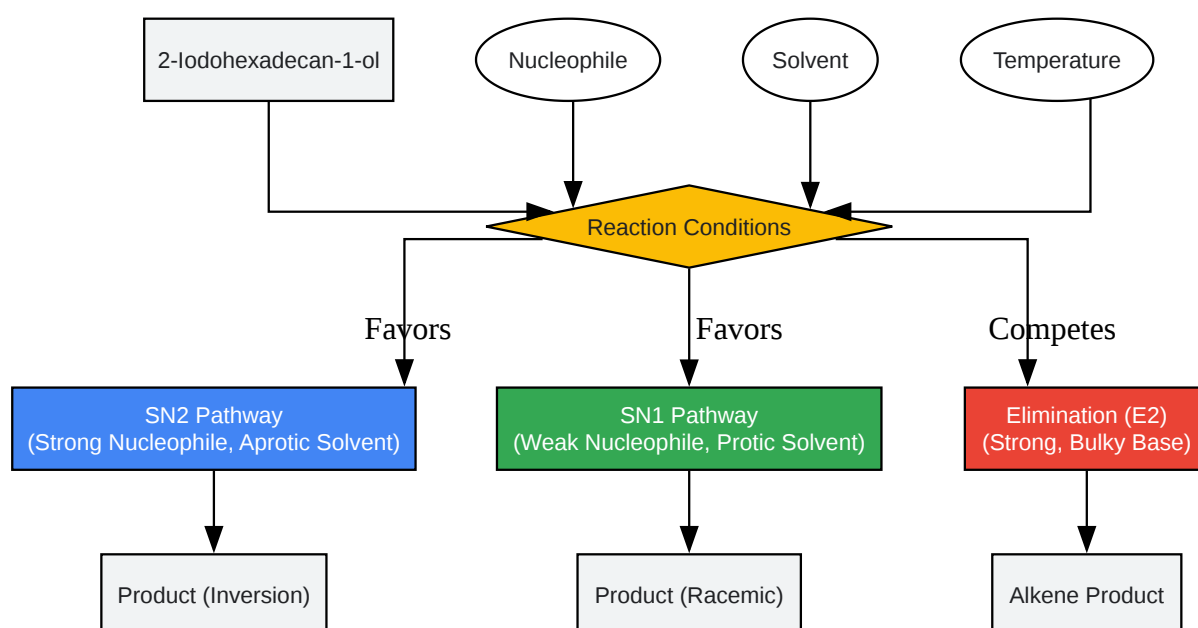 2-Iodohexadecan-1-ol
Nucleophile
Solvent
Temperature
Reaction Conditions
Favors
Favors
Competes
SN2 Pathway
(Strong Nucleophile, Aprotic Solvent)
SN1 Pathway
(Weak Nucleophile, Protic Solvent)
Elimination (E2)
(Strong, Bulky Base)
Product (Inversion)
Product (Racemic)
Alkene Product